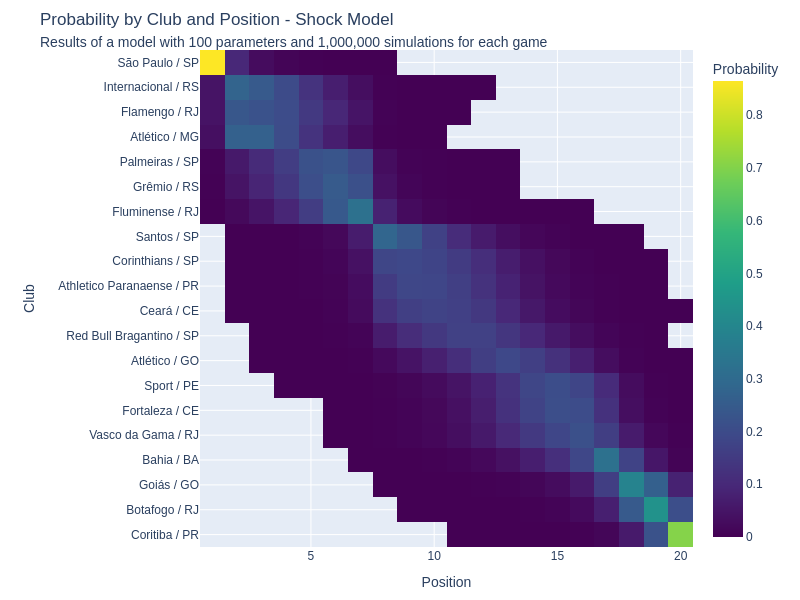 Probability by Club and Position - Shock Model
Results of a model with 100 parameters and 1,000,000 simulations for each game
Probability
0.8
0.7
0.6
0.5
0.4
0.3
0.2
0.1
0
Club
São Paulo / SP
Internacional / RS
Flamengo / RJ
Atlético / MG
Palmeiras / SP
Grêmio / RS
Fluminense / RJ
Santos / SP
Corinthians / SP
Athletico Paranaense / PR
Ceará / CE
Red Bull Bragantino / SP
Atlético / GO
Sport / PE
Fortaleza / CE
Vasco da Gama / RJ
Bahia / BA
Goiás / GO
Botafogo / RJ
Coritiba / PR
5
10
15
20
Position